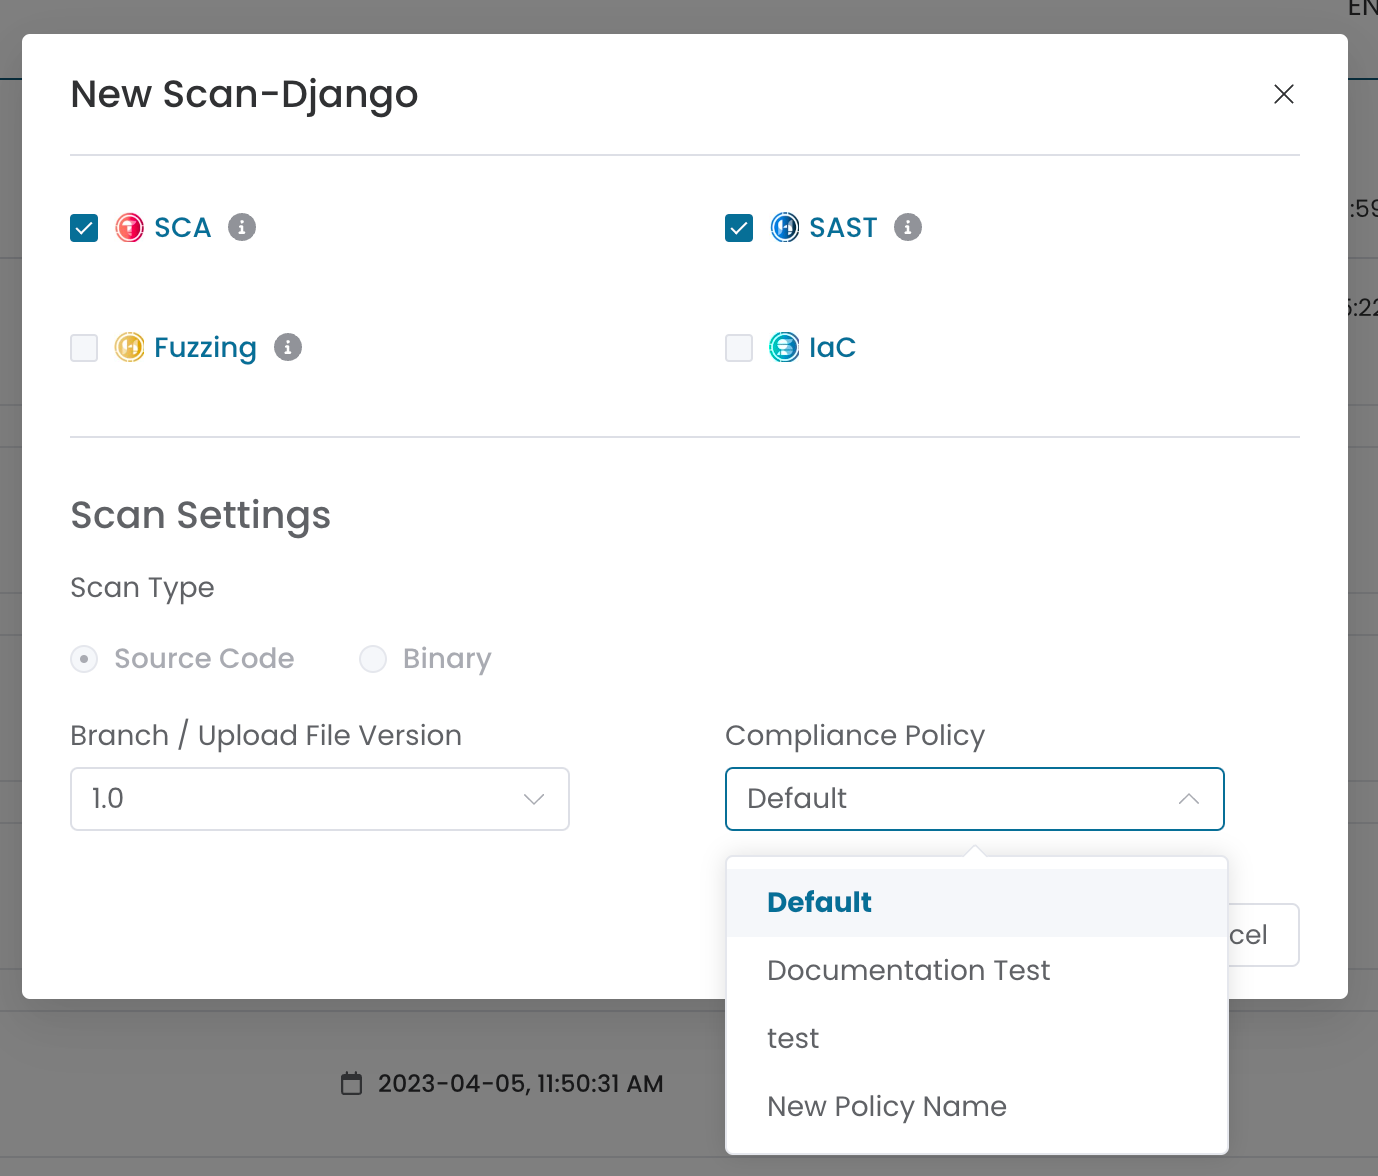 EN
New Scan-Django
SCA
SAST
:59
5:22
Fuzzing
IaC
Scan Settings
Scan Type
Source Code
Binary
Branch / Upload File Version
Compliance Policy
1.0
Default
Default
cel
Documentation Test
test
2023-04-05, 11:50:31 AM
New Policy Name